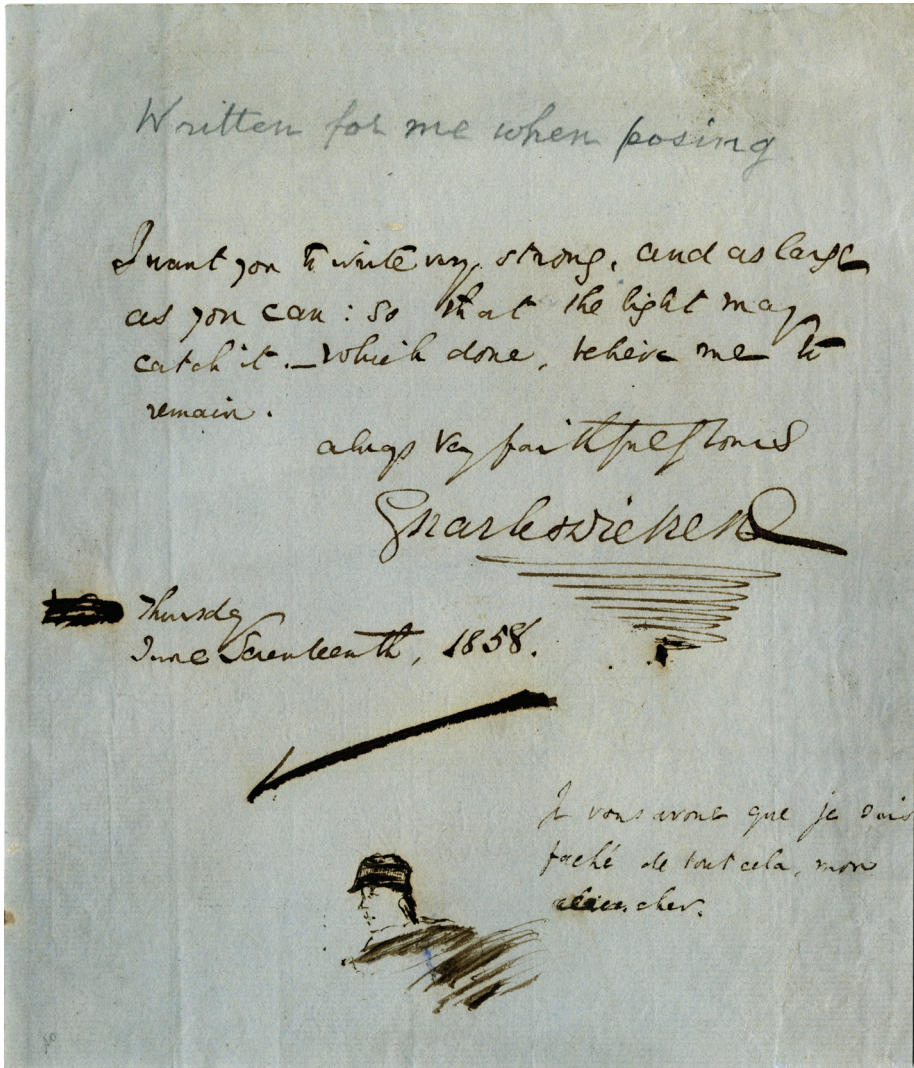 Written for me when posing
I want you to write very strong, and as large
as you can: so that the light may
catch it. – Which done, believe me to
remain.
always very faithfully yours
Charles Dickens
Thursday
June Seventeenth, 1858.
Je vous avoue que je suis
faché de tout cela, mon
cher.